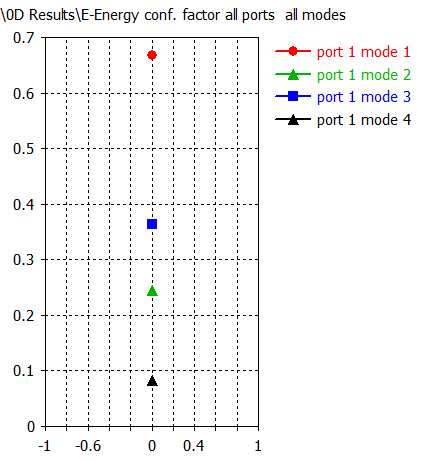 \0D Results\E-Energy conf. factor all ports  all modes
0.7
0.6
0.5
0.4
0.3
0.2
0.1
0
-1 -0.6 0 0.4 1
port 1 mode 1
port 1 mode 2
port 1 mode 3
port 1 mode 4